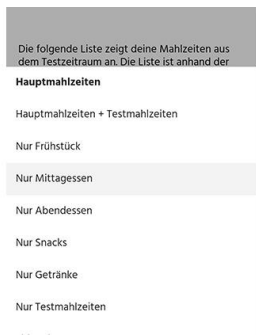 Die folgende Liste zeigt deine Mahlzeiten aus
dem Testzeitraum an. Die Liste ist anhand der
Hauptmahlzeiten
Hauptmahlzeiten + Testmahlzeiten
Nur Frühstück
Nur Mittagessen
Nur Abendessen
Nur Snacks
Nur Getränke
Nur Testmahlzeiten